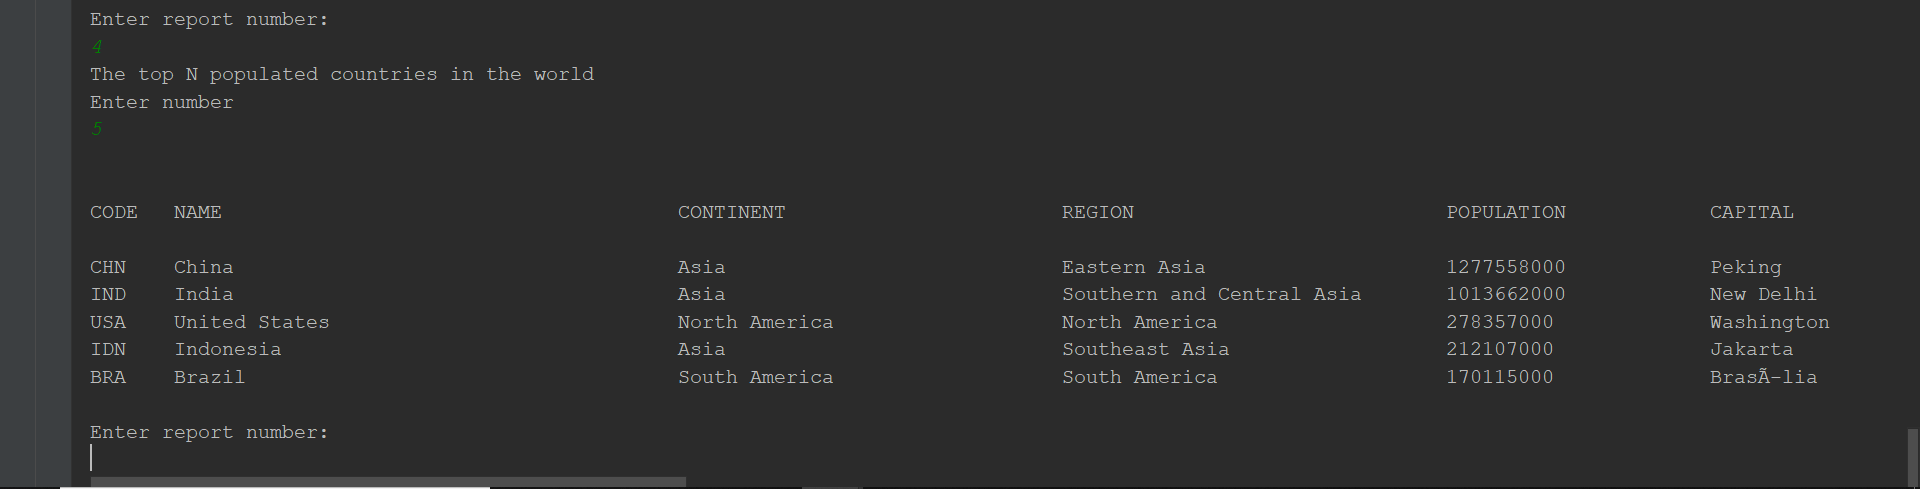 Enter report number:
4
The top N populated countries in the world
Enter number
5
CODE NAME CONTINENT REGION POPULATION CAPITAL
CHN China Asia Eastern Asia 1277558000 Peking
IND India Asia Southern and Central Asia 1013662000 New Delhi
USA United States North America North America 278357000 Washington
IDN Indonesia Asia Southeast Asia 212107000 Jakarta
BRA Brazil South America South America 170115000 BrasÃ-lia
Enter report number: